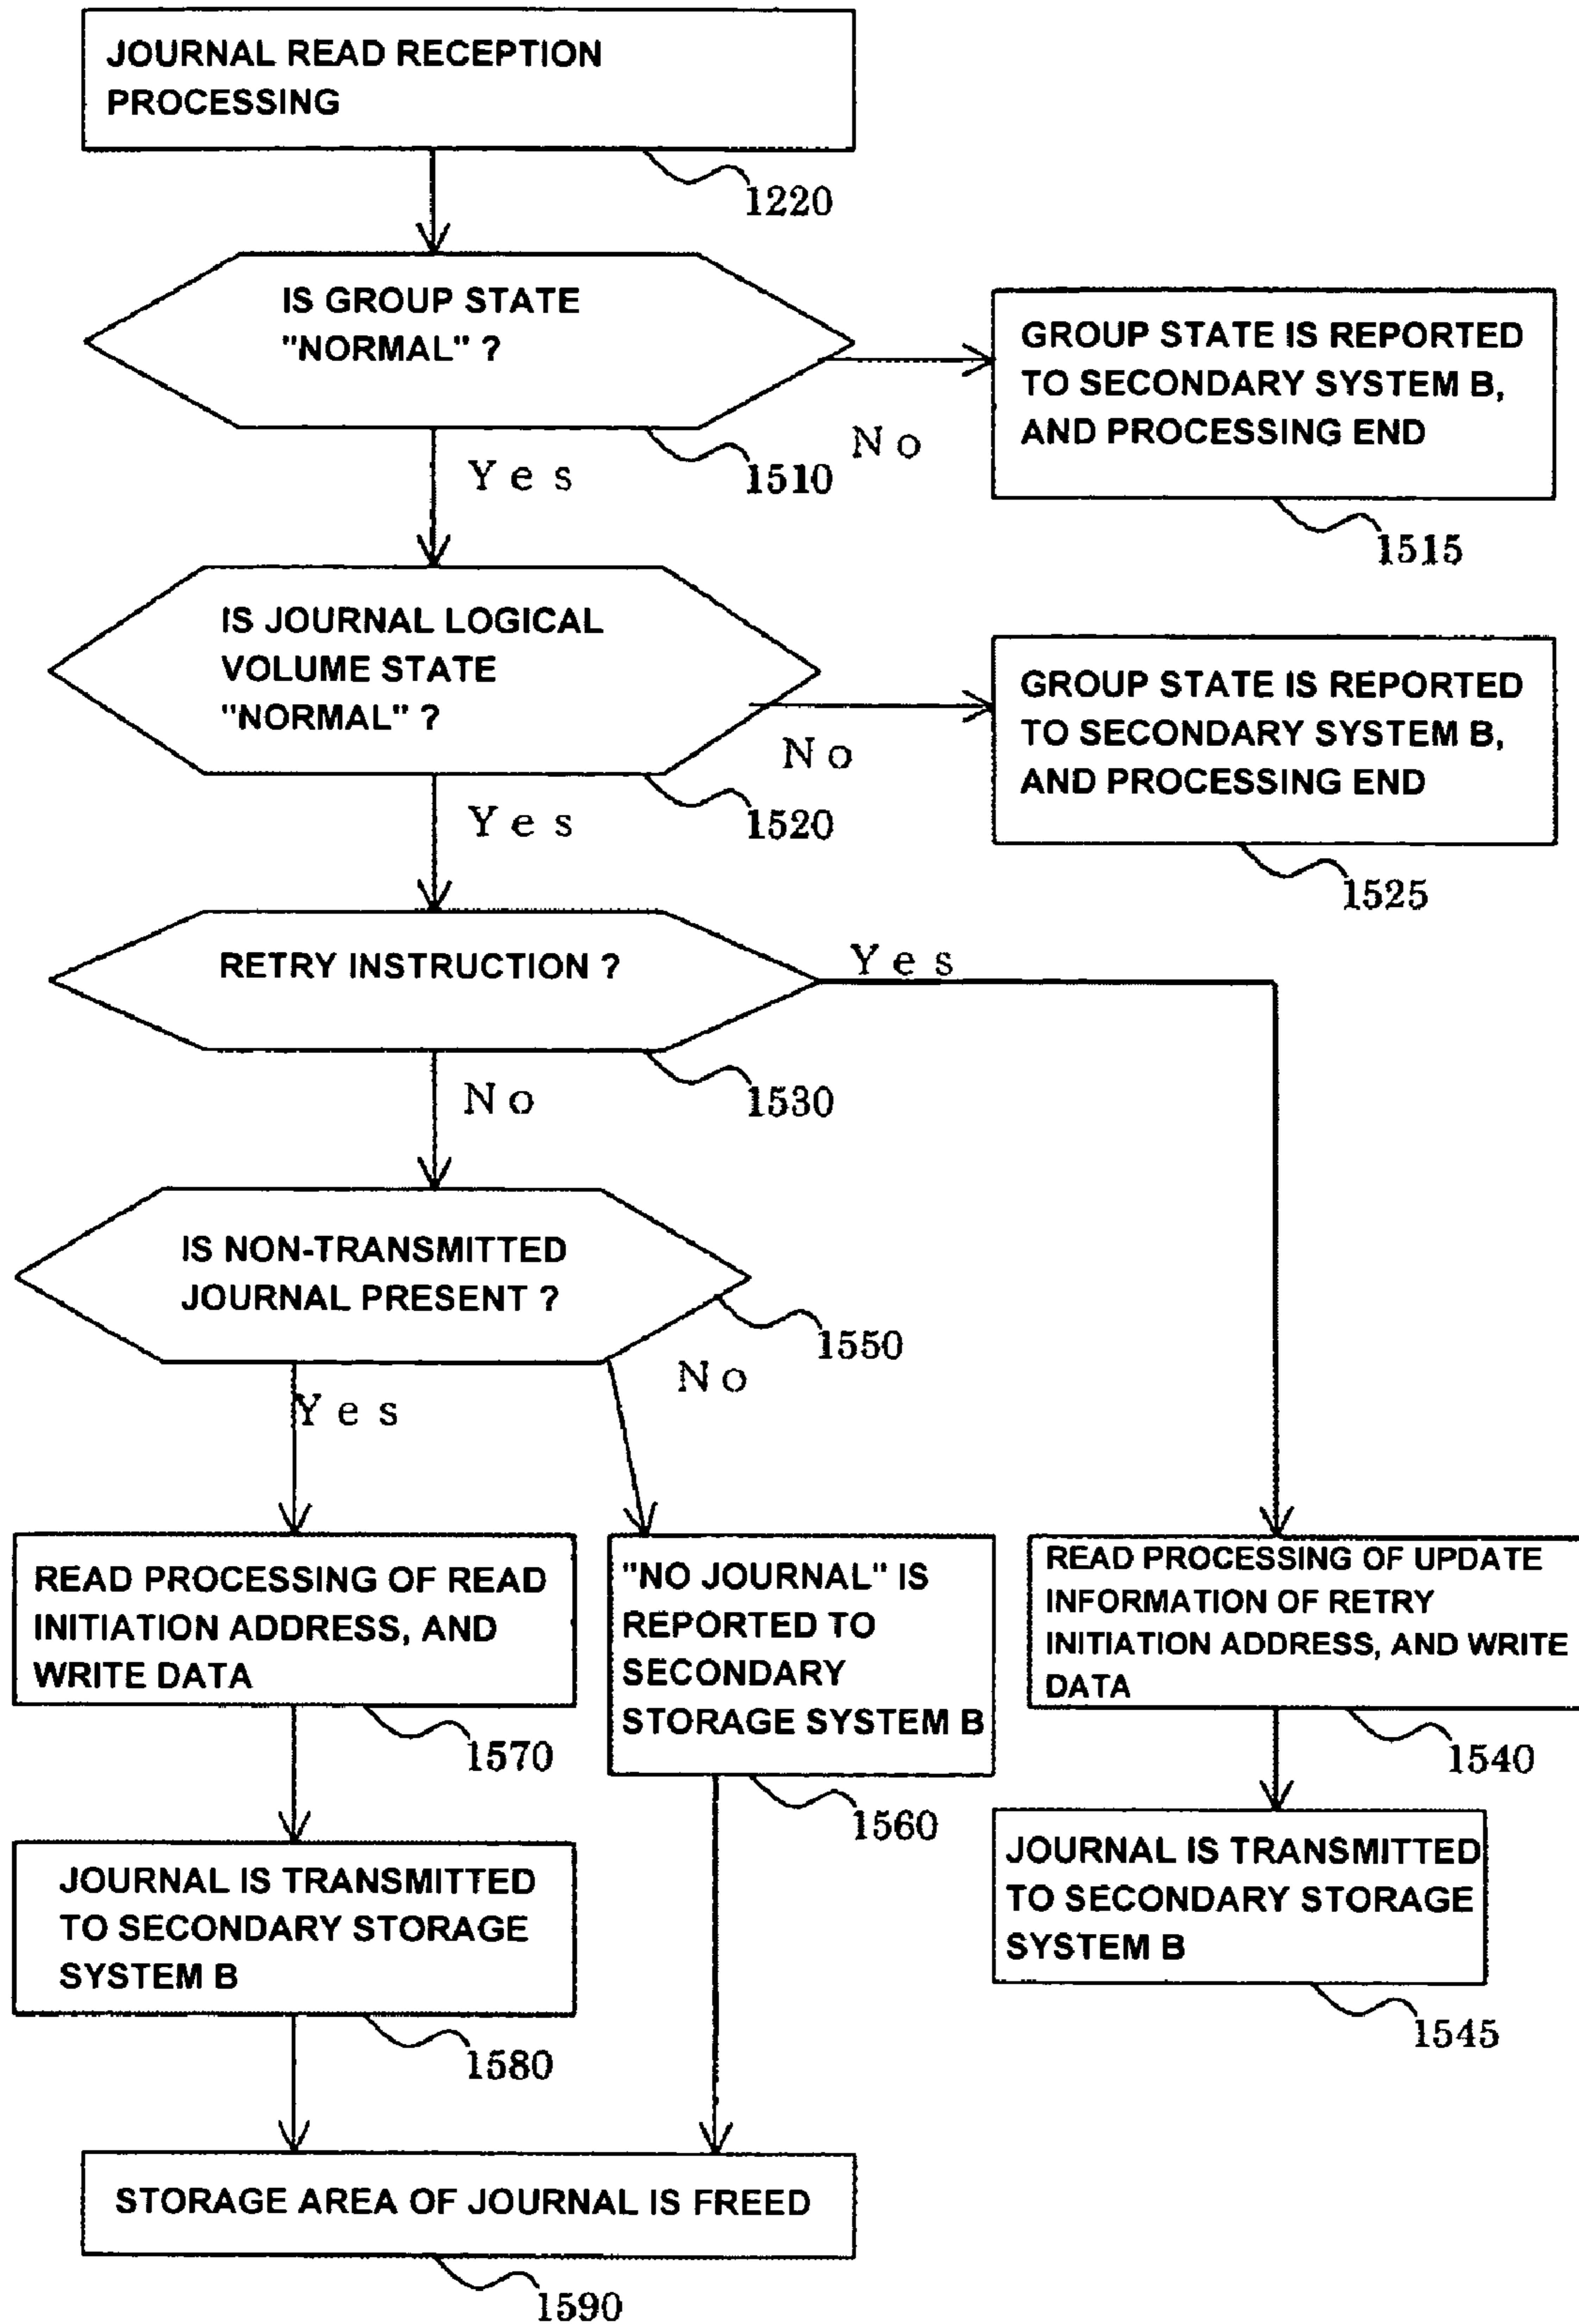 JOURNAL READ RECEPTION
PROCESSING
1220
IS GROUP STATE
"NORMAL" ?
1510
No
Yes
GROUP STATE IS REPORTED
TO SECONDARY SYSTEM B,
AND PROCESSING END
1515
IS JOURNAL LOGICAL
VOLUME STATE
"NORMAL" ?
1520
No
Yes
GROUP STATE IS REPORTED
TO SECONDARY SYSTEM B,
AND PROCESSING END
1525
RETRY INSTRUCTION ?
Yes
1530
No
IS NON-TRANSMITTED
JOURNAL PRESENT ?
1550
No
Yes
READ PROCESSING OF READ
INITIATION ADDRESS, AND
WRITE DATA
1570
"NO JOURNAL" IS
REPORTED TO
SECONDARY
STORAGE SYSTEM B
1560
READ PROCESSING OF UPDATE
INFORMATION OF RETRY
INITIATION ADDRESS, AND WRITE
DATA
1540
JOURNAL IS TRANSMITTED
TO SECONDARY STORAGE
SYSTEM B
1580
JOURNAL IS TRANSMITTED
TO SECONDARY STORAGE
SYSTEM B
1545
STORAGE AREA OF JOURNAL IS FREED
1590